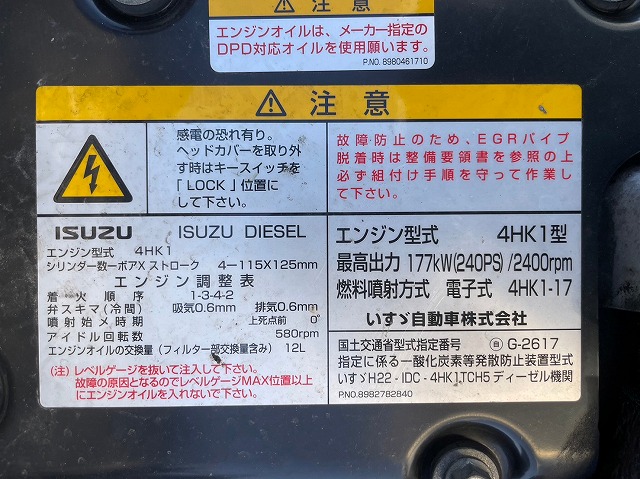 注意
エンジンオイルは、メーカー指定の
DPD対応オイルを使用願います。
P.NO. 8980461710
⚠ 注意
感電の恐れ有り。
ヘッドカバーを取り外
す時はキースイッチを
「LOCK」位置に
して下さい。
故障防止のため、EGRパイプ
脱着時は整備要領書を参照の上
必ず組付け手順を守って作業し
て下さい。
ISUZU ISUZU DIESEL
エンジン型式 4HK1
シリンダー数ーボアX ストローク 4ー115X125mm
エンジン調整表
着火順序 1-3-4-2
弁スキマ(冷間) 吸気0.6mm 排気0.6mm
噴射始メ時期 上死点前 0°
アイドル回転数 580rpm
エンジンオイルの交換量(フィルター部交換量含み) 12L
(注)レベルゲージを抜いて注入して下さい。
故障の原因となるのでレベルゲージMAX位置以上
にエンジンオイルを入れないで下さい。
エンジン型式 4HK1型
最高出力 177kW(240PS)/2400rpm
燃料噴射方式 電子式 4HK1-17
いすゞ自動車株式会社
国土交通省型式指定番号 自 G-2617
指定に係る一酸化炭素等発散防止装置型式
いすゞH22-IDC-4HK1TCH5ディーゼル機関
P.NO.8982782840